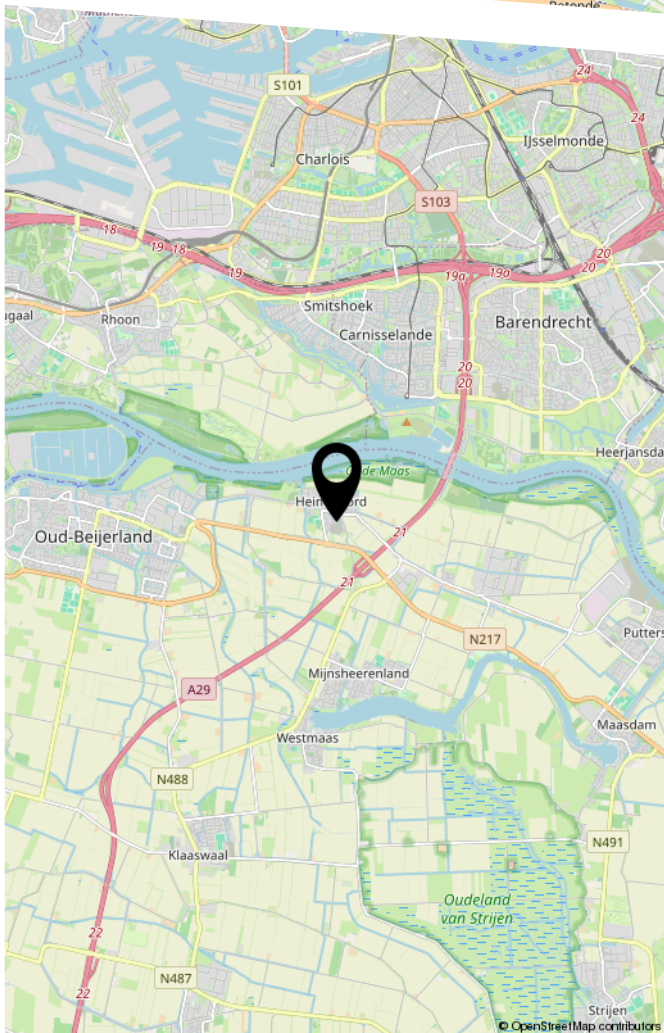 S101
24
24
Charlois
IJsselmonde
S103
18
19
18
19
19a
19a
20
20
Smitshoek
Rhoon
Carnisselande
Barendrecht
20
20
Oude Maas
Oud-Beijerland
21
21
N217
Mijnsheerenland
A29
Maasdam
Westmaas
N488
N491
Klaaswaal
Oudeland
van Strijen
22
N487
22
Strijen
© OpenStreetMap contributors